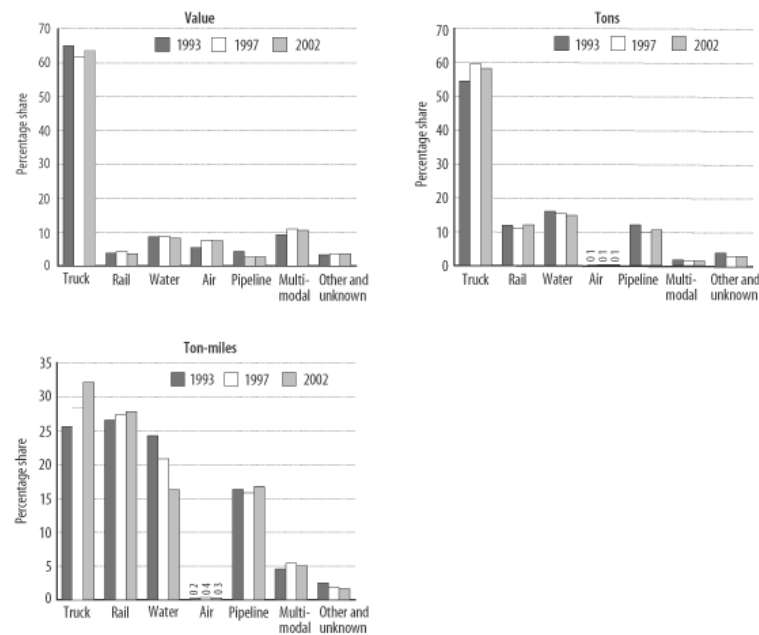 Value
Percentage share
70
60
50
40
30
20
10
0
1993 1997 2002
Truck Rail Water Air Pipeline Multi-modal Other and unknown
Tons
Percentage share
70
60
50
40
30
20
10
0
1993 1997 2002
0 1 0 1 0 1
Truck Rail Water Air Pipeline Multi-modal Other and unknown
Ton-miles
Percentage share
35
30
25
20
15
10
5
0
1993 1997 2002
0 2 0 4 0 3
Truck Rail Water Air Pipeline Multi-modal Other and unknown